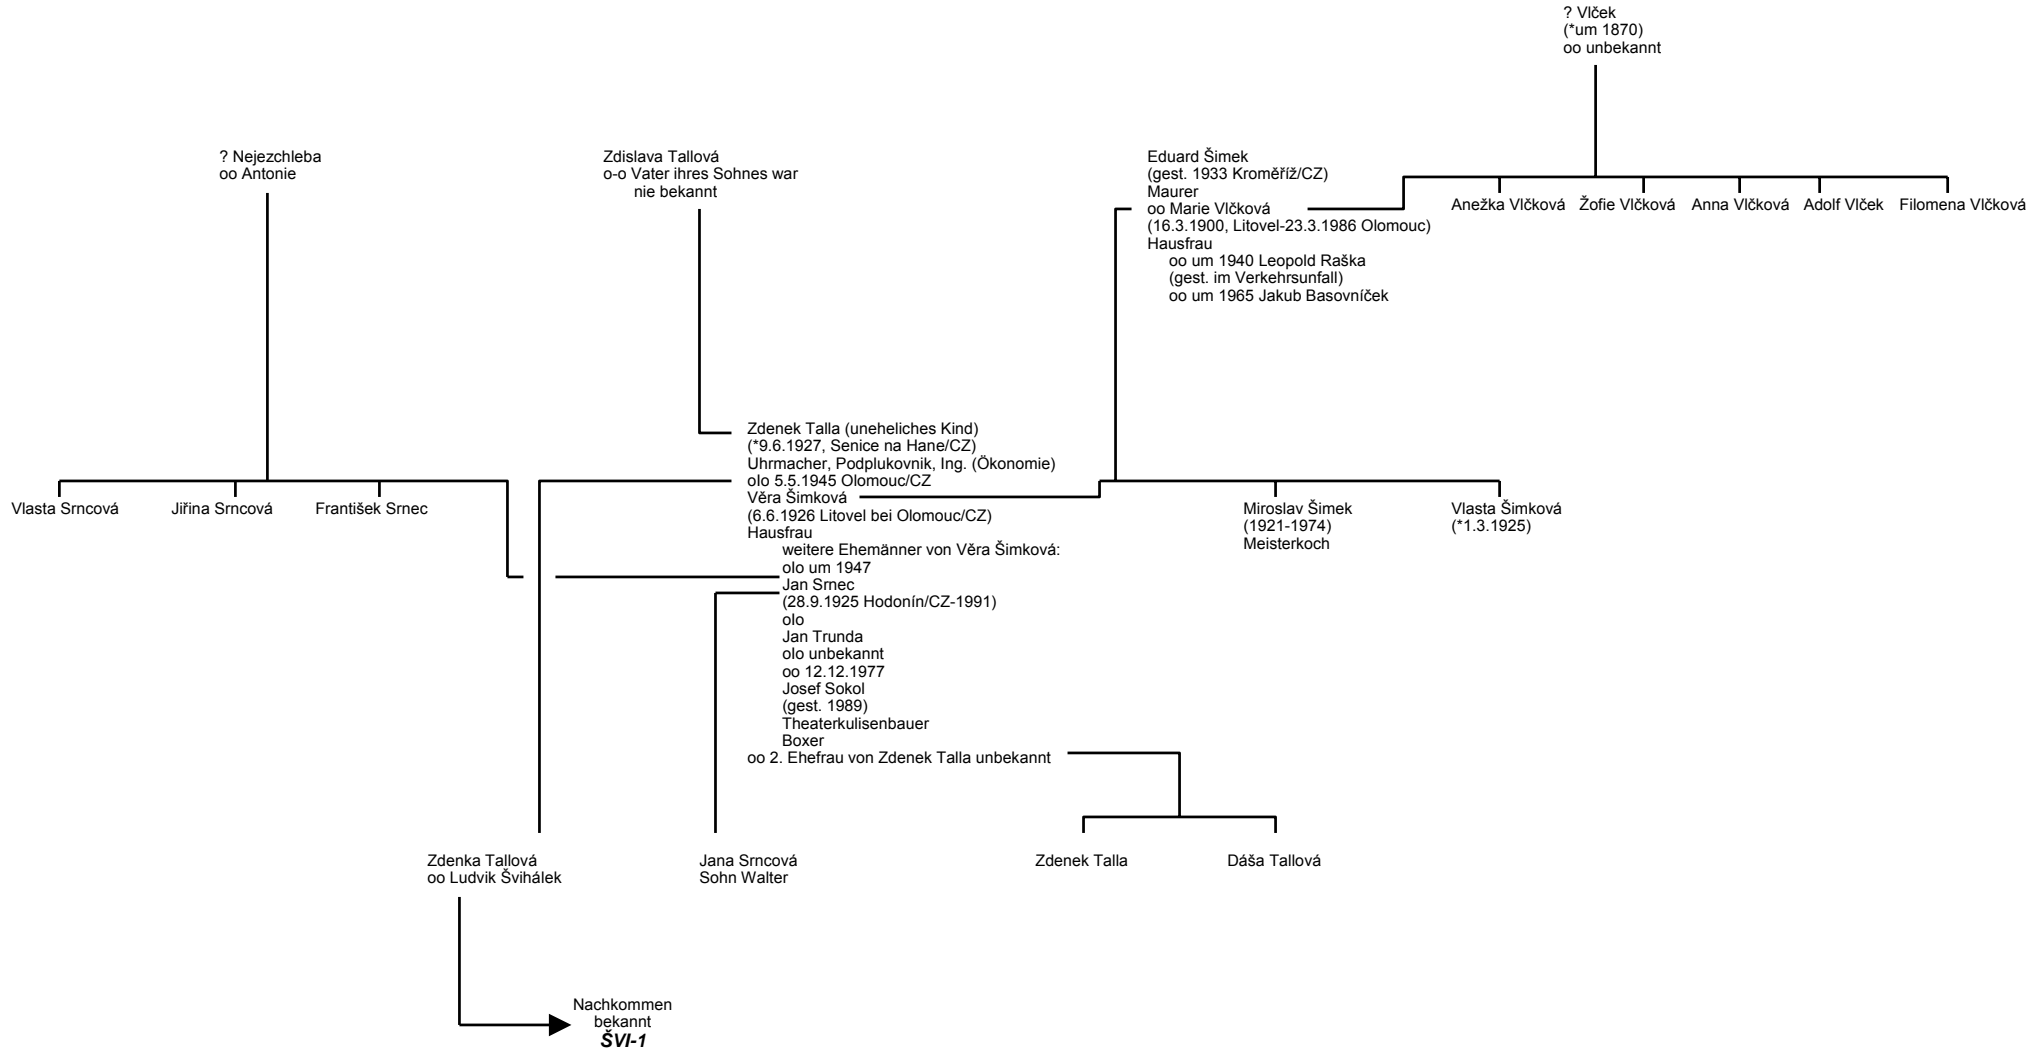 ? Vlček
(*um 1870)
oo unbekannt
? Nejezchleba
oo Antonie
Zdislava Tallová
o-o Vater ihres Sohnes war
nie bekannt
Eduard Šimek
(gest. 1933 Kroměříž/CZ)
Maurer
oo Marie Vlčková
(16.3.1900, Litovel-23.3.1986 Olomouc)
Hausfrau
oo um 1940 Leopold Raška
(gest. im Verkehrsunfall)
oo um 1965 Jakub Basovníček
Anežka Vlčková
Žofie Vlčková
Anna Vlčková
Adolf Vlček
Filomena Vlčková
Zdenek Talla (uneheliches Kind)
(*9.6.1927, Senice na Hane/CZ)
Uhrmacher, Podplukovnik, Ing. (Ökonomie)
olo 5.5.1945 Olomouc/CZ
Věra Šimková
(6.6.1926 Litovel bei Olomouc/CZ)
Hausfrau
weitere Ehemänner von Věra Šimková:
olo um 1947
Jan Srnec
(28.9.1925 Hodonín/CZ-1991)
olo
Jan Trunda
olo unbekannt
oo 12.12.1977
Josef Sokol
(gest. 1989)
Theaterkulisenbauer
Boxer
oo 2. Ehefrau von Zdenek Talla unbekannt
Vlasta Srncová
Jiřina Srncová
František Srnec
Miroslav Šimek
(1921-1974)
Meisterkoch
Vlasta Šimková
(*1.3.1925)
Zdenka Tallová
oo Ludvik Švihálek
Jana Srncová
Sohn Walter
Zdenek Talla
Dáša Tallová
Nachkommen
bekannt
ŠVI-1